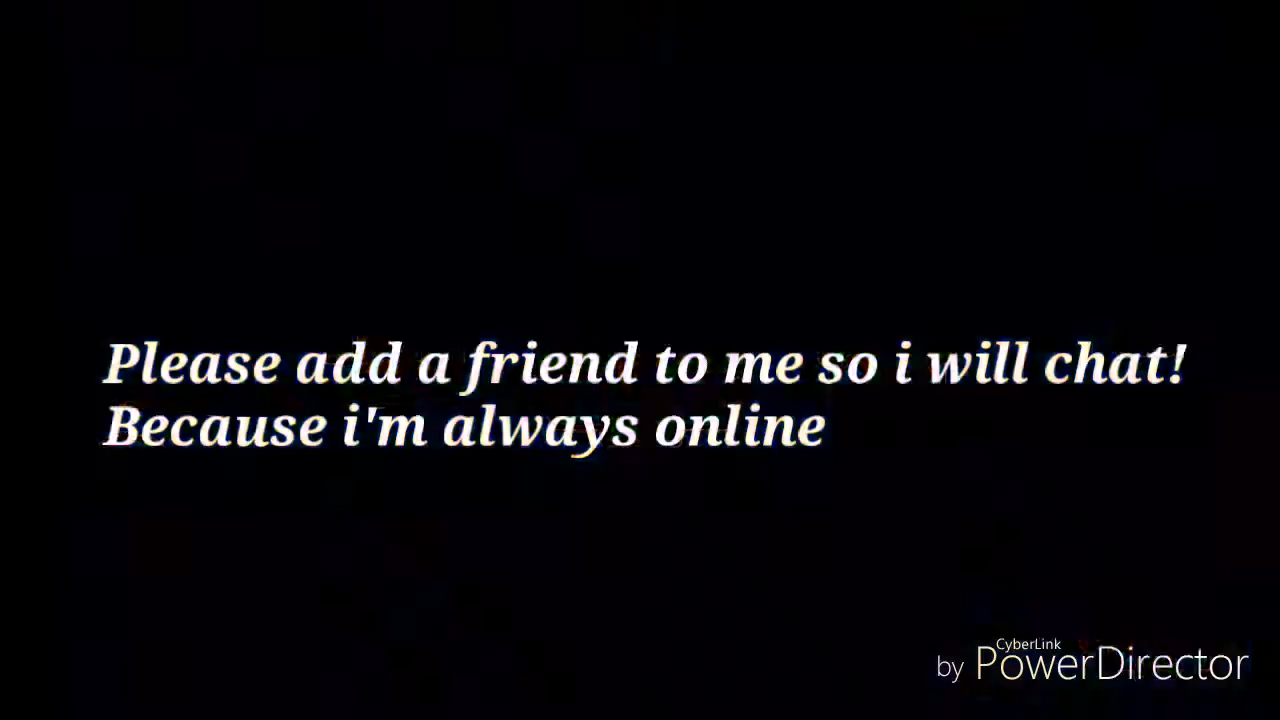 Please add a friend to me so i will chat!
Because i'm always online
CyberLink
by PowerDirector